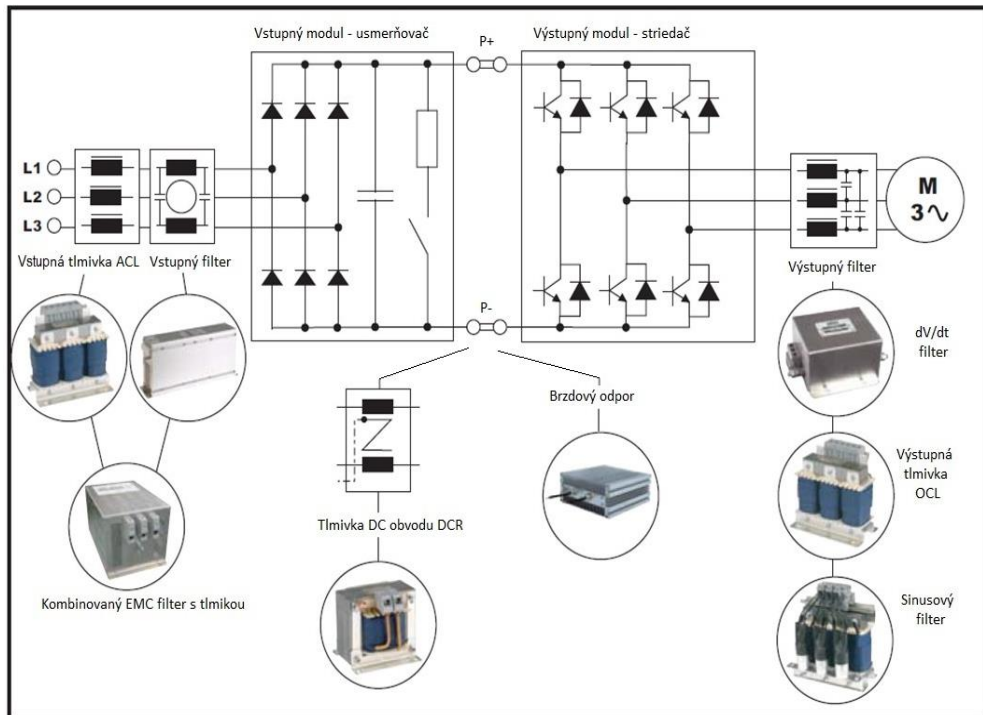 Vstupný modul - usmerňovač
P+
Výstupný modul - striedač
L1
L2
L3
M
3∿
Vstupná tlmivka ACL
Vstupný filter
Výstupný filter
P-
dV/dt
filter
Brzdový odpor
Výstupná
tlmivka
OCL
Tlmivka DC obvodu DCR
Kombinovaný EMC filter s tlmikou
Sinusový
filter